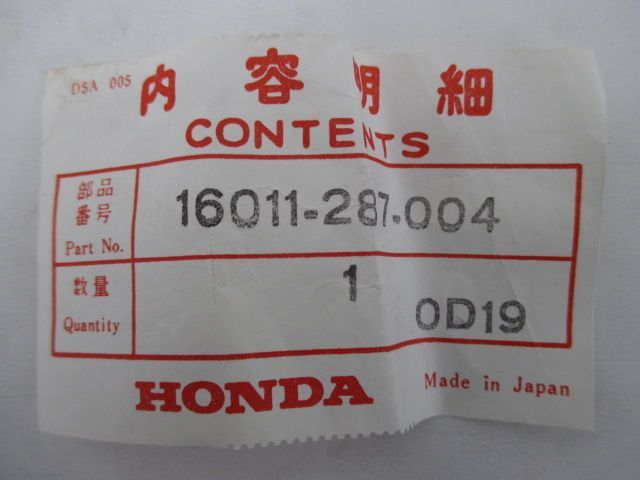 DSA 005
内容明細
CONTENTS
部品
番号
Part No.
16011-287-004
数量
Quantity
1
0D19
HONDA
Made in Japan